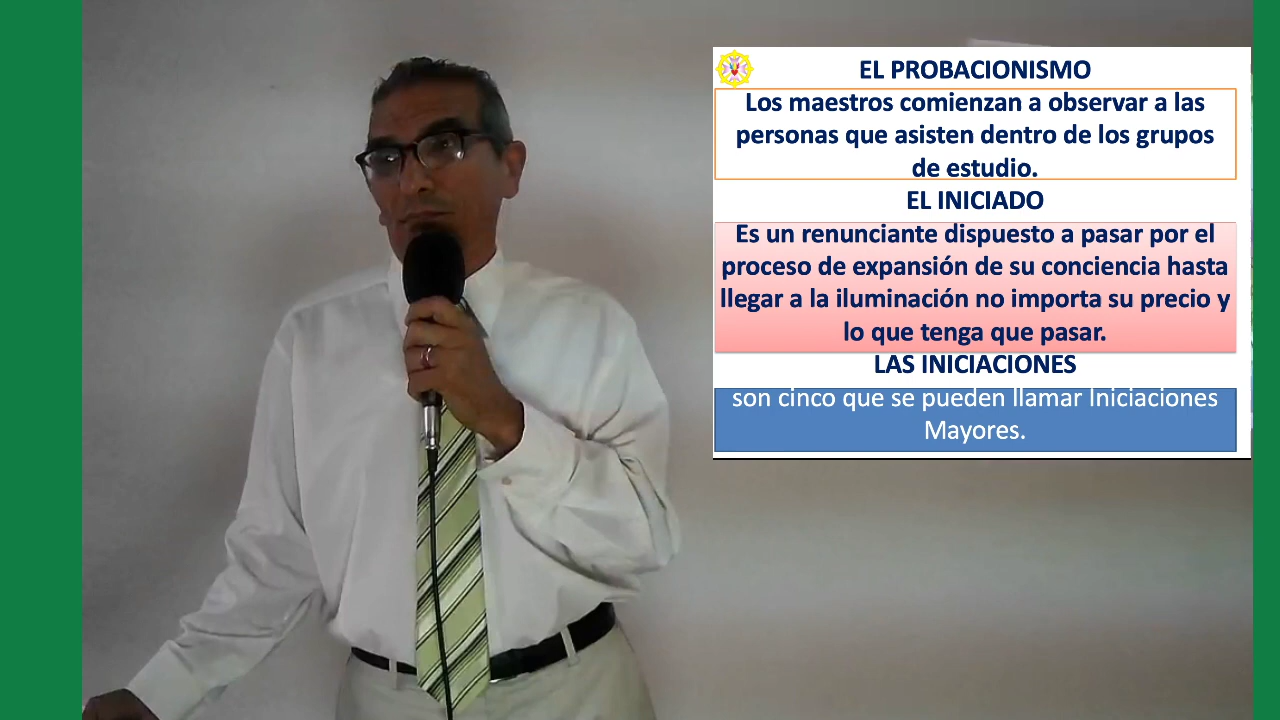 EL PROBACIONISMO
Los maestros comienzan a observar a las
personas que asisten dentro de los grupos
de estudio.
EL INICIADO
Es un renunciante dispuesto a pasar por el
proceso de expansión de su conciencia hasta
llegar a la iluminación no importa su precio y
lo que tenga que pasar.
LAS INICIACIONES
son cinco que se pueden llamar Iniciaciones
Mayores.